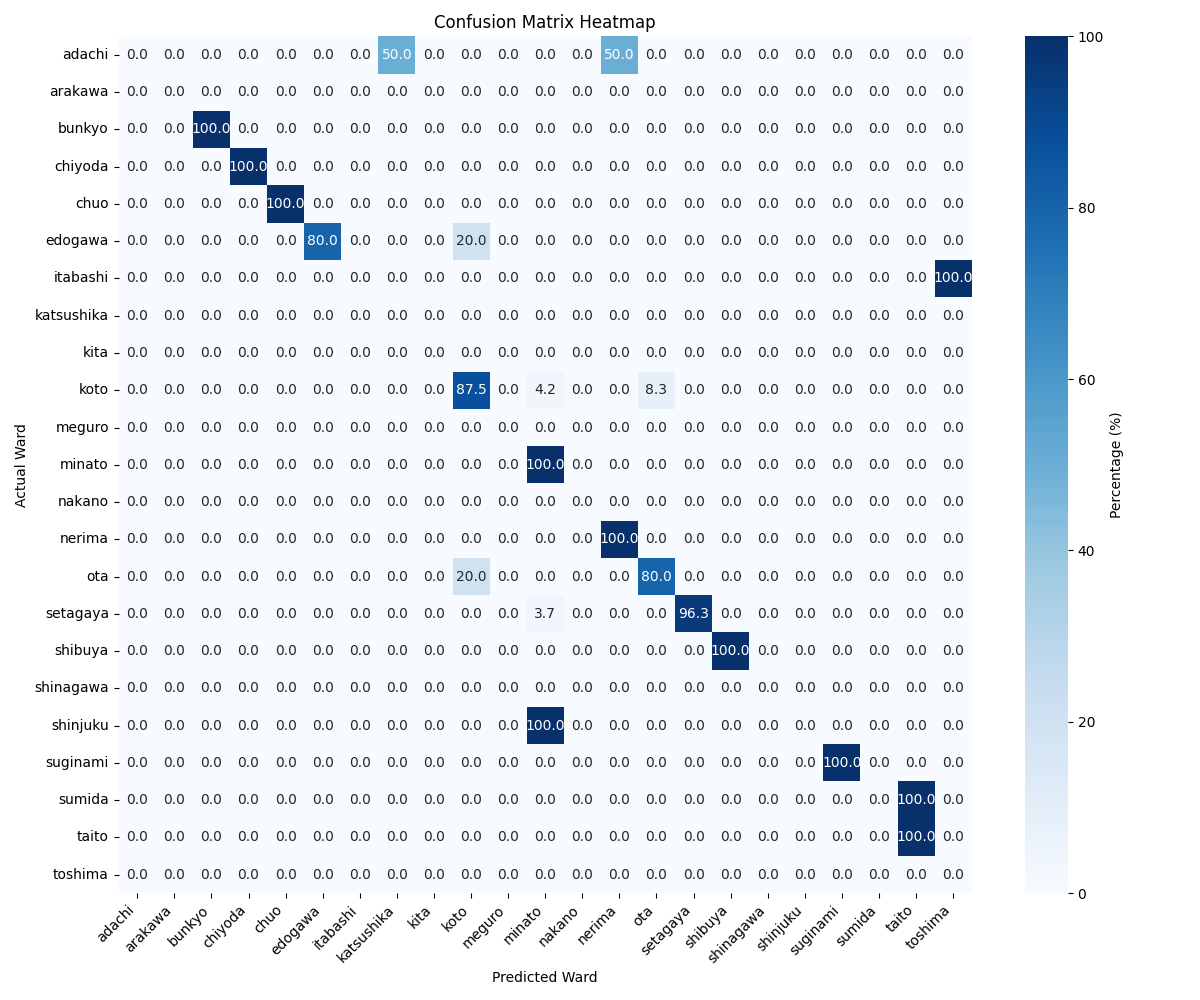 Confusion Matrix Heatmap
adachi 0.0 0.0 0.0 0.0 0.0 0.0 0.0 50.0 0.0 0.0 0.0 0.0 0.0 50.0 0.0 0.0 0.0 0.0 0.0 0.0 0.0 0.0 0.0
arakawa 0.0 0.0 0.0 0.0 0.0 0.0 0.0 0.0 0.0 0.0 0.0 0.0 0.0 0.0 0.0 0.0 0.0 0.0 0.0 0.0 0.0 0.0 0.0
bunkyo 0.0 0.0 100.0 0.0 0.0 0.0 0.0 0.0 0.0 0.0 0.0 0.0 0.0 0.0 0.0 0.0 0.0 0.0 0.0 0.0 0.0 0.0 0.0
chiyoda 0.0 0.0 0.0 100.0 0.0 0.0 0.0 0.0 0.0 0.0 0.0 0.0 0.0 0.0 0.0 0.0 0.0 0.0 0.0 0.0 0.0 0.0 0.0
chuo 0.0 0.0 0.0 0.0 100.0 0.0 0.0 0.0 0.0 0.0 0.0 0.0 0.0 0.0 0.0 0.0 0.0 0.0 0.0 0.0 0.0 0.0 0.0
edogawa 0.0 0.0 0.0 0.0 0.0 80.0 0.0 0.0 0.0 20.0 0.0 0.0 0.0 0.0 0.0 0.0 0.0 0.0 0.0 0.0 0.0 0.0 0.0
itabashi 0.0 0.0 0.0 0.0 0.0 0.0 0.0 0.0 0.0 0.0 0.0 0.0 0.0 0.0 0.0 0.0 0.0 0.0 0.0 0.0 0.0 0.0 100.0
katsushika 0.0 0.0 0.0 0.0 0.0 0.0 0.0 0.0 0.0 0.0 0.0 0.0 0.0 0.0 0.0 0.0 0.0 0.0 0.0 0.0 0.0 0.0 0.0
kita 0.0 0.0 0.0 0.0 0.0 0.0 0.0 0.0 0.0 0.0 0.0 0.0 0.0 0.0 0.0 0.0 0.0 0.0 0.0 0.0 0.0 0.0 0.0
koto 0.0 0.0 0.0 0.0 0.0 0.0 0.0 0.0 0.0 87.5 0.0 4.2 0.0 0.0 8.3 0.0 0.0 0.0 0.0 0.0 0.0 0.0 0.0
meguro 0.0 0.0 0.0 0.0 0.0 0.0 0.0 0.0 0.0 0.0 0.0 0.0 0.0 0.0 0.0 0.0 0.0 0.0 0.0 0.0 0.0 0.0 0.0
minato 0.0 0.0 0.0 0.0 0.0 0.0 0.0 0.0 0.0 0.0 0.0 100.0 0.0 0.0 0.0 0.0 0.0 0.0 0.0 0.0 0.0 0.0 0.0
nakano 0.0 0.0 0.0 0.0 0.0 0.0 0.0 0.0 0.0 0.0 0.0 0.0 0.0 0.0 0.0 0.0 0.0 0.0 0.0 0.0 0.0 0.0 0.0
nerima 0.0 0.0 0.0 0.0 0.0 0.0 0.0 0.0 0.0 0.0 0.0 0.0 0.0 100.0 0.0 0.0 0.0 0.0 0.0 0.0 0.0 0.0 0.0
ota 0.0 0.0 0.0 0.0 0.0 0.0 0.0 0.0 0.0 20.0 0.0 0.0 0.0 0.0 80.0 0.0 0.0 0.0 0.0 0.0 0.0 0.0 0.0
setagaya 0.0 0.0 0.0 0.0 0.0 0.0 0.0 0.0 0.0 0.0 0.0 3.7 0.0 0.0 0.0 96.3 0.0 0.0 0.0 0.0 0.0 0.0 0.0
shibuya 0.0 0.0 0.0 0.0 0.0 0.0 0.0 0.0 0.0 0.0 0.0 0.0 0.0 0.0 0.0 0.0 100.0 0.0 0.0 0.0 0.0 0.0 0.0
shinagawa 0.0 0.0 0.0 0.0 0.0 0.0 0.0 0.0 0.0 0.0 0.0 0.0 0.0 0.0 0.0 0.0 0.0 0.0 0.0 0.0 0.0 0.0 0.0
shinjuku 0.0 0.0 0.0 0.0 0.0 0.0 0.0 0.0 0.0 0.0 0.0 100.0 0.0 0.0 0.0 0.0 0.0 0.0 0.0 0.0 0.0 0.0 0.0
suginami 0.0 0.0 0.0 0.0 0.0 0.0 0.0 0.0 0.0 0.0 0.0 0.0 0.0 0.0 0.0 0.0 0.0 0.0 0.0 100.0 0.0 0.0 0.0
sumida 0.0 0.0 0.0 0.0 0.0 0.0 0.0 0.0 0.0 0.0 0.0 0.0 0.0 0.0 0.0 0.0 0.0 0.0 0.0 0.0 0.0 100.0 0.0
taito 0.0 0.0 0.0 0.0 0.0 0.0 0.0 0.0 0.0 0.0 0.0 0.0 0.0 0.0 0.0 0.0 0.0 0.0 0.0 0.0 0.0 100.0 0.0
toshima 0.0 0.0 0.0 0.0 0.0 0.0 0.0 0.0 0.0 0.0 0.0 0.0 0.0 0.0 0.0 0.0 0.0 0.0 0.0 0.0 0.0 0.0 0.0
adachi arakawa bunkyo chiyoda chuo edogawa itabashi katsushika kita koto meguro minato nakano nerima ota setagaya shibuya shinagawa shinjuku suginami sumida taito toshima
Predicted Ward
Actual Ward
100
80
60
40
20
0
Percentage (%)